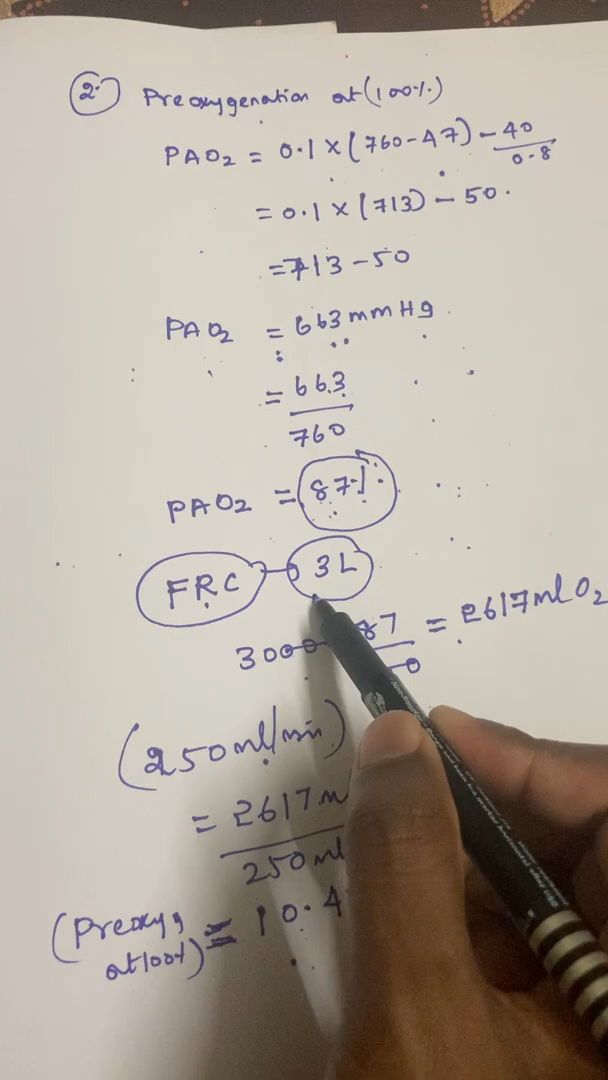 2. Preoxygenation at (100%.)
PAO2 = 0.1 × (760-47) - 40/0.8
= 0.1 × (713) - 50.
= 713 - 50
PAO2 = 663 mmHg
= 663/760
PAO2 = 87%.
FRC → 3L
3000 87 = 2617 ml O2
(250 ml/min)
= 2617 m
250 ml
(Preoxyg at 100%) = 10.4